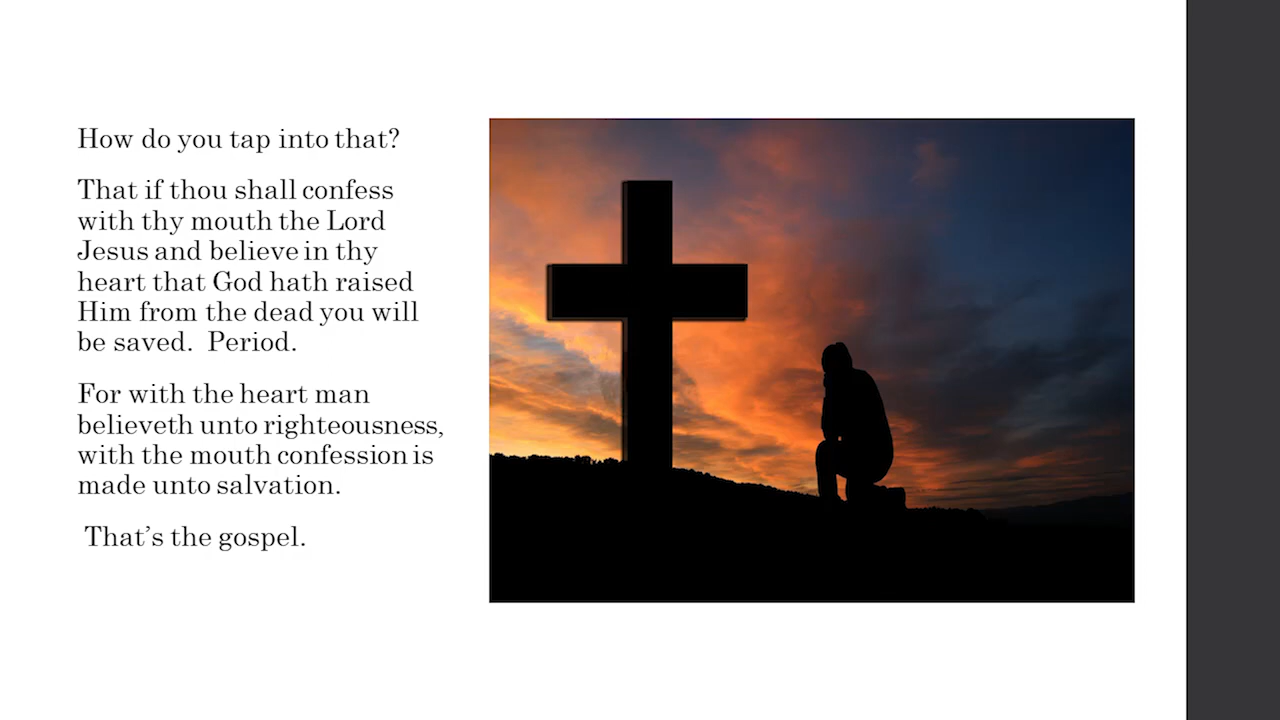 How do you tap into that?
That if thou shall confess
with thy mouth the Lord
Jesus and believe in thy
heart that God hath raised
Him from the dead you will
be saved.  Period.
For with the heart man
believeth unto righteousness,
with the mouth confession is
made unto salvation.
That’s the gospel.